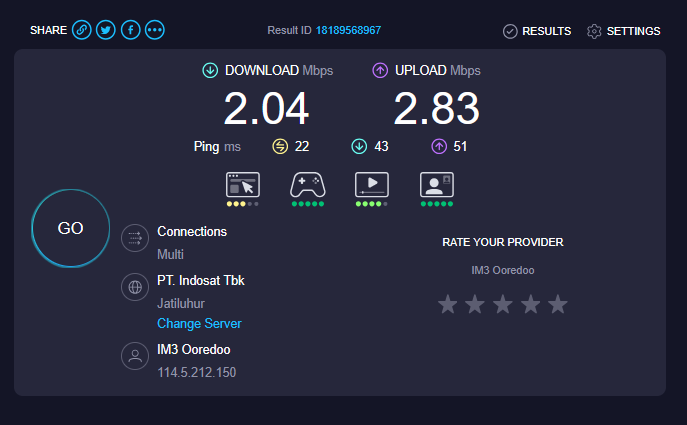 SHARE
Result ID 18189568967
RESULTS
SETTINGS
DOWNLOAD Mbps
UPLOAD Mbps
2.04
2.83
Ping ms 22 43 51
GO
Connections
Multi
PT. Indosat Tbk
Jatiluhur
Change Server
IM3 Ooredoo
114.5.212.150
RATE YOUR PROVIDER
IM3 Ooredoo